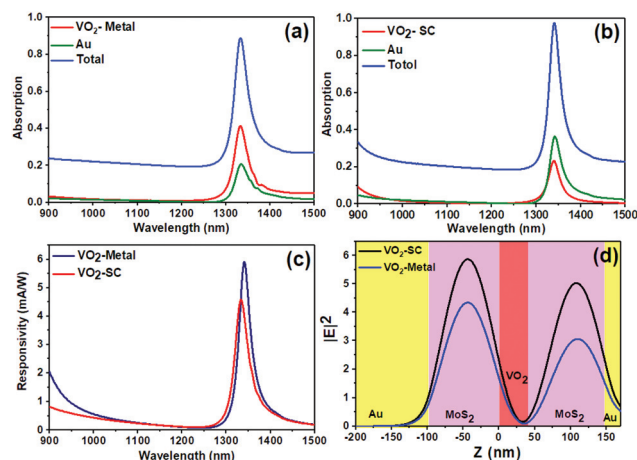 (a)
VO2- Metal
Au
Total
Absorption
1.0
0.8
0.6
0.4
0.2
0.0
900 1000 1100 1200 1300 1400 1500
Wavelength (nm)
(b)
VO2- SC
Au
Totol
Absorption
1.0
0.8
0.6
0.4
0.2
0.0
900 1000 1100 1200 1300 1400 1500
Wavelength (nm)
(c)
VO2-Metal
VO2-SC
Responsivity (mA/W)
6
5
4
3
2
1
0
900 1000 1100 1200 1300 1400 1500
Wavelength (nm)
(d)
VO2-SC
VO2-Metal
|E|2
6
5
4
3
2
1
0
VO2
Au MoS2 MoS2 Au
-200 -150 -100 -50 0 50 100 150
Z (nm)